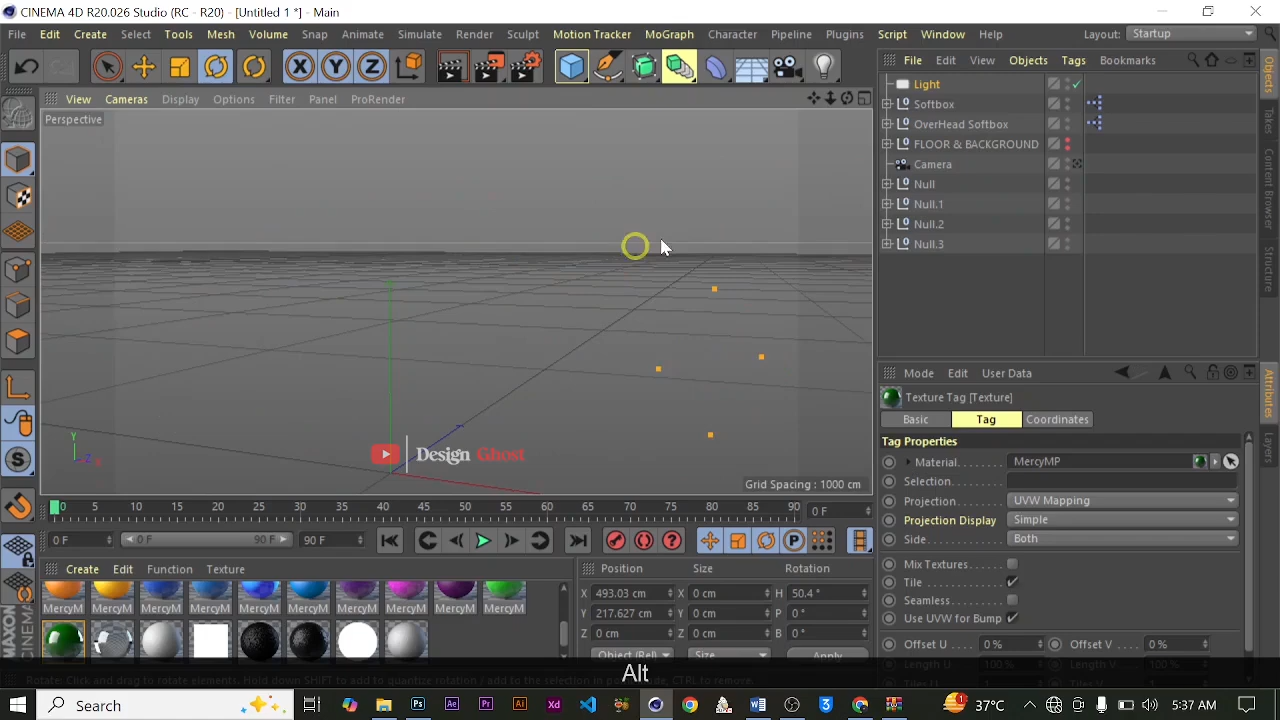 CINEMA 4D R20.026 Studio (RC - R20) - [Untitled 1 *] - Main
File Edit Create Select Tools Mesh Volume Snap Animate Simulate Render Sculpt Motion Tracker MoGraph Character Pipeline Plugins Script Window Help Layout: Startup
File Edit View Objects Tags Bookmarks
View Cameras Display Options Filter Panel ProRender
Perspective
Light
Softbox
OverHead Softbox
FLOOR & BACKGROUND
Camera
Null
Null.1
Null.2
Null.3
Objects
Takes
Content Browser
Structure
Mode Edit User Data
Texture Tag [Texture]
Basic Tag Coordinates
Tag Properties
Material MercyMP
Selection
Projection UVW Mapping
Projection Display Simple
Side Both
Mix Textures
Tile
Seamless
Use UVW for Bump
Offset U 0 % Offset V 0 %
Length U 100 % Length V 100 %
Attributes
Layers
Y
Z
Design Ghost
Grid Spacing : 1000 cm
0 5 10 15 20 25 30 35 40 45 50 55 60 65 70 75 80 85 90 0 F
0 F 0 F 90 F 90 F
Create Edit Function Texture
MercyM MercyM MercyM MercyM MercyM MercyM MercyM MercyM MercyM MercyM
Position Size Rotation
X 493.03 cm X 0 cm H 50.4 °
Y 217.627 cm Y 0 cm P 0 °
Z 0 cm Z 0 cm B 0 °
Object (Rel) Size Apply
MAXON
CINEMA 4D
Rotate: Click and drag to rotate elements. Hold down SHIFT to add to quantize rotation / add to the selection in
Alt
Search
1
37°C
5:37 AM